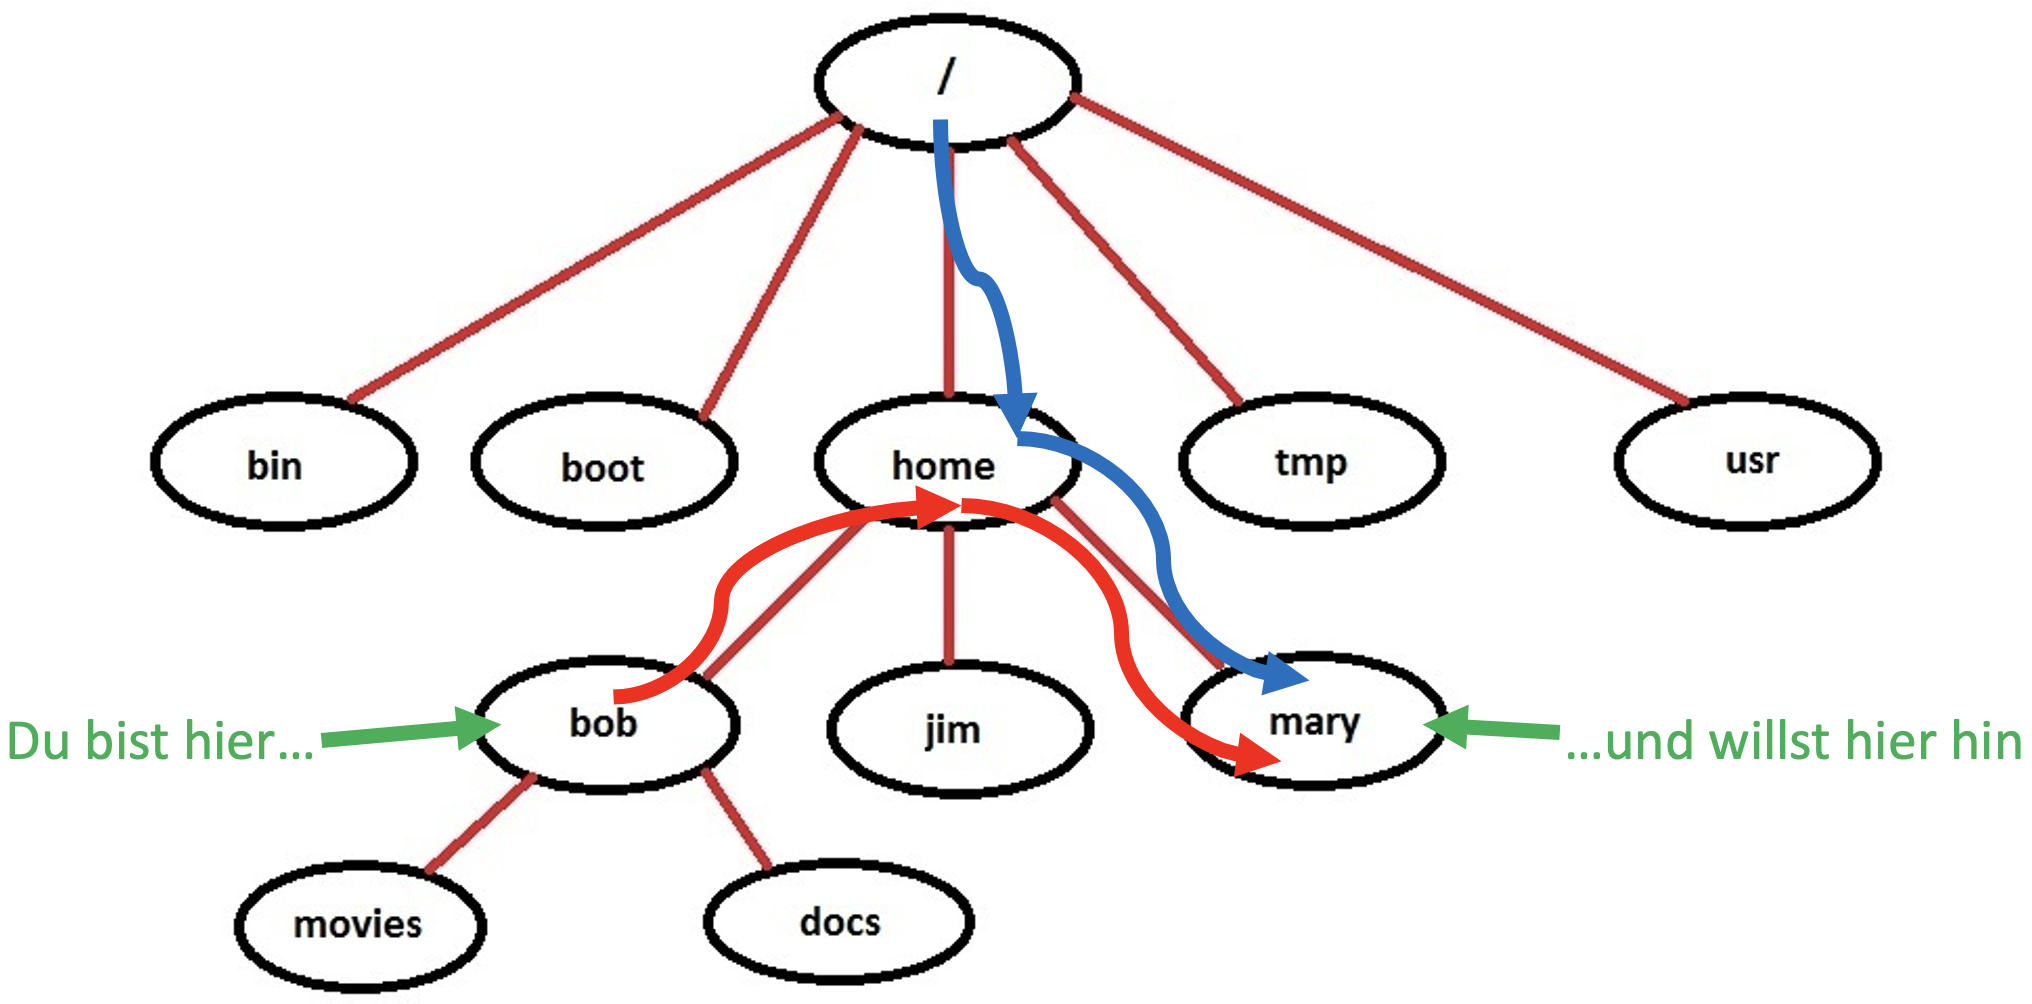 /
bin
boot
home
tmp
usr
Du bist hier...
bob
jim
mary
...und willst hier hin
movies
docs